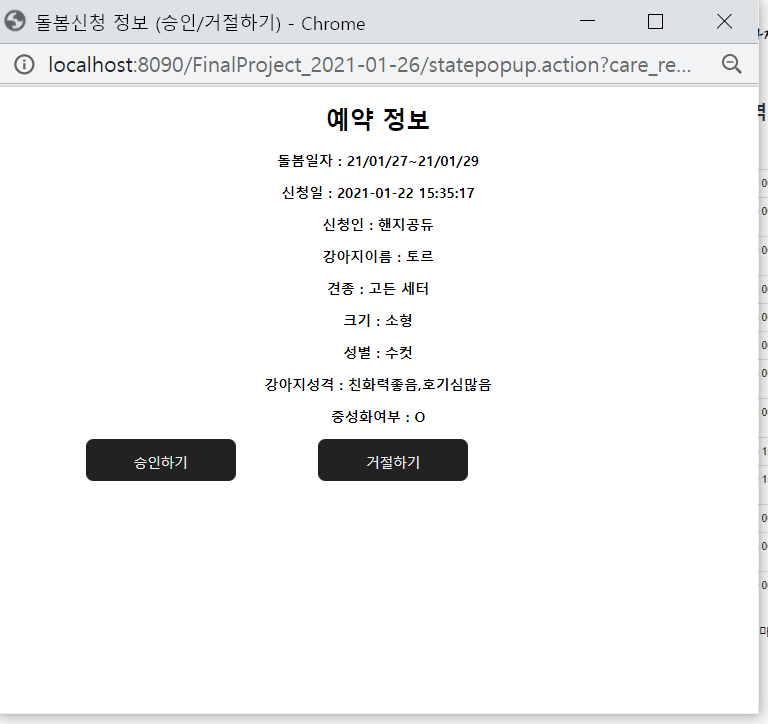 돌봄신청 정보 (승인/거절하기) - Chrome
localhost:8090/FinalProject_2021-01-26/statepopup.action?care_re...
예약 정보
돌봄일자 : 21/01/27~21/01/29
신청일 : 2021-01-22 15:35:17
신청인 : 핸지공듀
강아지이름 : 토르
견종 : 고든 세터
크기 : 소형
성별 : 수컷
강아지성격 : 친화력좋음,호기심많음
중성화여부 : O
승인하기 거절하기